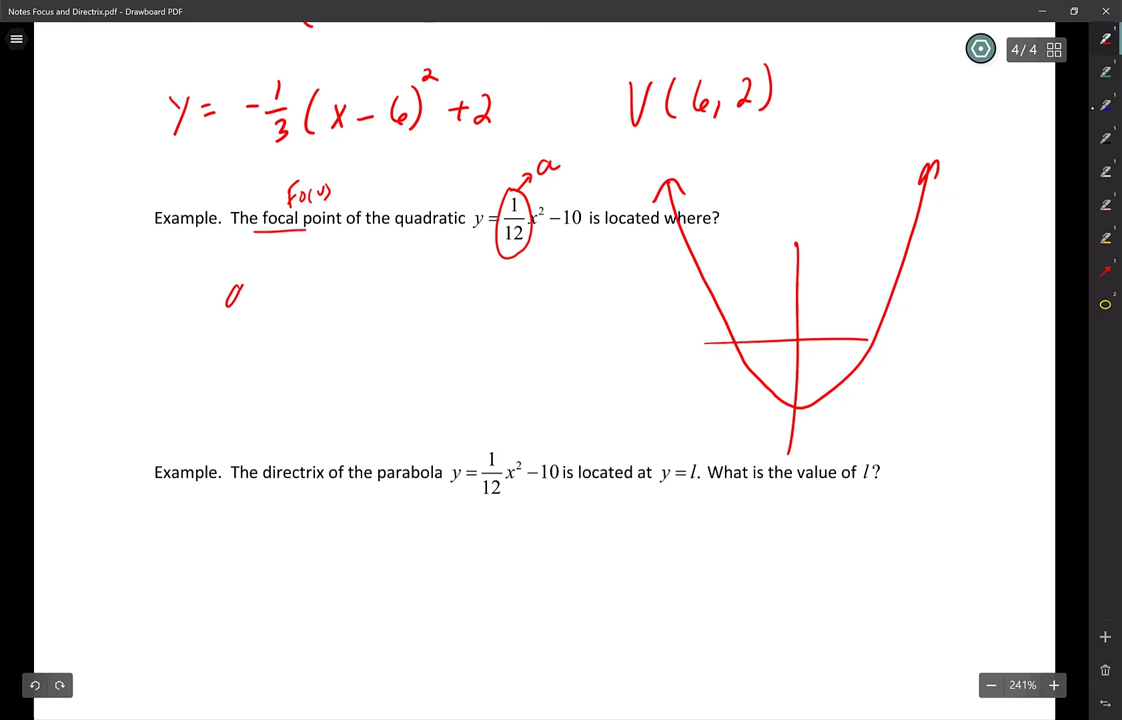 Notes Focus and Directrix.pdf - Drawboard PDF
4/4
y = -1/3 (x - 6)² + 2
V(6, 2)
a
Example. The focal point of the quadratic y = 1/12 x² − 10 is located where?
a
Example. The directrix of the parabola y = 1/12 x² − 10 is located at y = l. What is the value of l?
241%